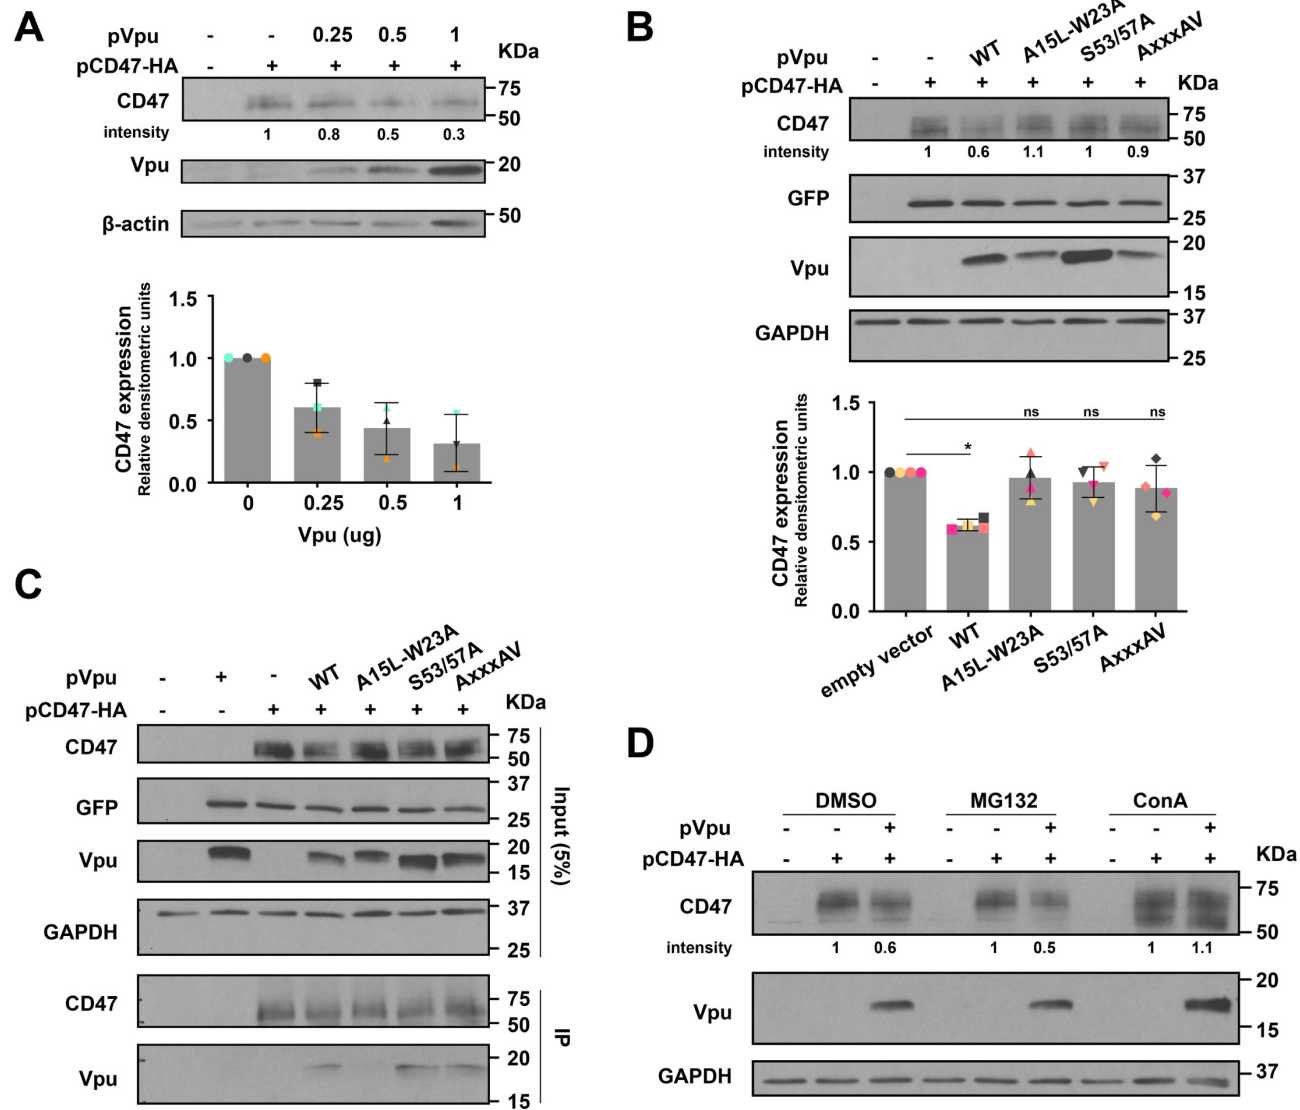 A
pVpu - - 0.25 0.5 1
KDa
pCD47-HA - + + + +
CD47 75
50
intensity 1 0.8 0.5 0.3
Vpu 20
β-actin 50
CD47 expression
Relative densitometric units
1.5
1.0
0.5
0.0
0 0.25 0.5 1
Vpu (ug)
B
pVpu - - WT A15L-W23A S53/57A AxxxAV
pCD47-HA - + + + + + KDa
CD47 75
50
intensity 1 0.6 1.1 1 0.9
GFP 37
25
Vpu 20
15
GAPDH 37
25
CD47 expression
Relative densitometric units
1.5
1.0
0.5
0.0
ns ns ns
*
empty vector WT A15L-W23A S53/57A AxxxAV
C
pVpu - + - WT A15L-W23A S53/57A AxxxAV
KDa
pCD47-HA - - + + + + +
CD47 75
50
GFP 37
25
Vpu 20
15
GAPDH 37
25
Input (5%)
CD47 75
50
Vpu 20
15
IP
D
DMSO MG132 ConA
pVpu - - + - - + - - +
pCD47-HA - + + - + + - + + KDa
CD47 75
50
intensity 1 0.6 1 0.5 1 1.1
Vpu 20
15
GAPDH 37